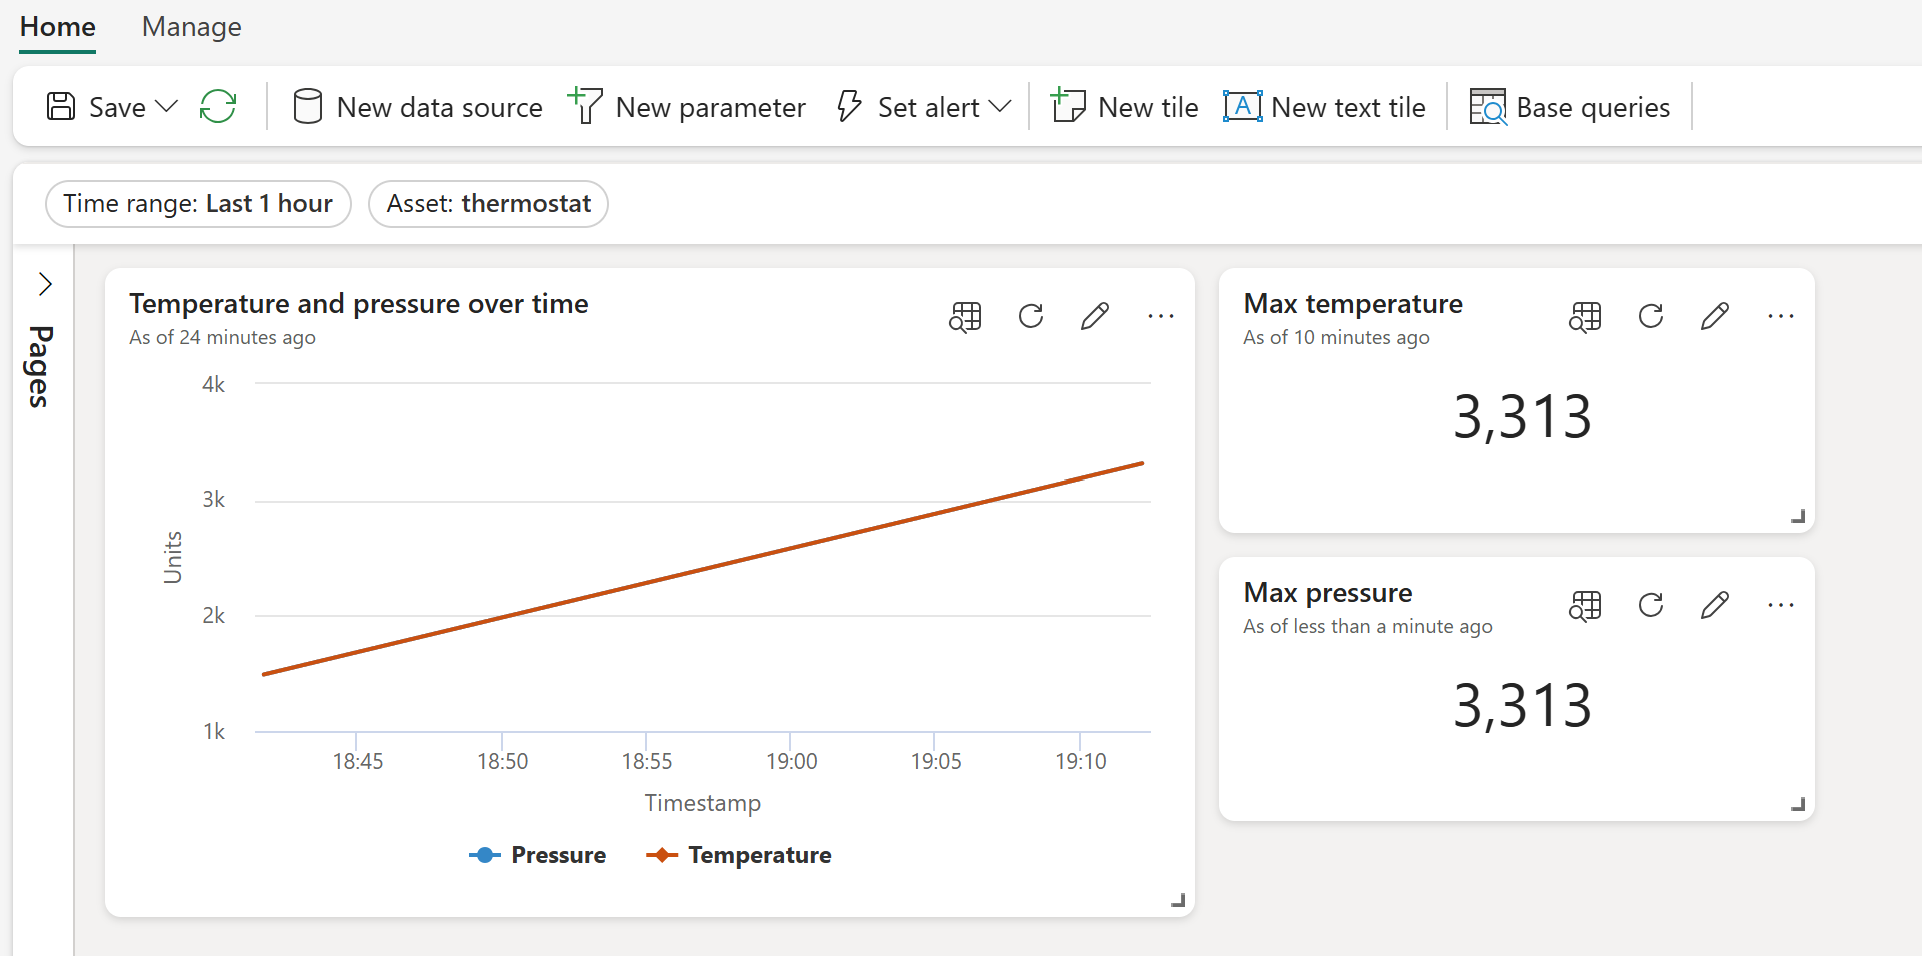 Home Manage
Save New data source New parameter Set alert New tile A New text tile Base queries
Time range: Last 1 hour Asset: thermostat
Pages
Temperature and pressure over time
As of 24 minutes ago
4k
3k
2k
1k
Units
18:45 18:50 18:55 19:00 19:05 19:10
Timestamp
Pressure Temperature
Max temperature
As of 10 minutes ago
3,313
Max pressure
As of less than a minute ago
3,313